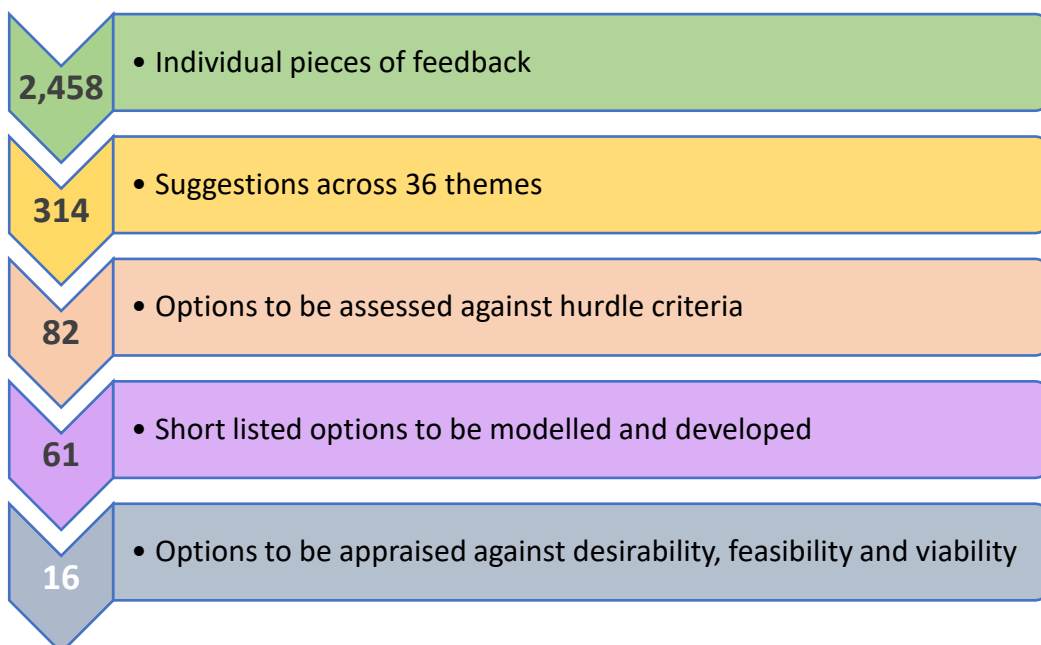 2,458
• Individual pieces of feedback
314
• Suggestions across 36 themes
82
• Options to be assessed against hurdle criteria
61
• Short listed options to be modelled and developed
16
• Options to be appraised against desirability, feasibility and viability